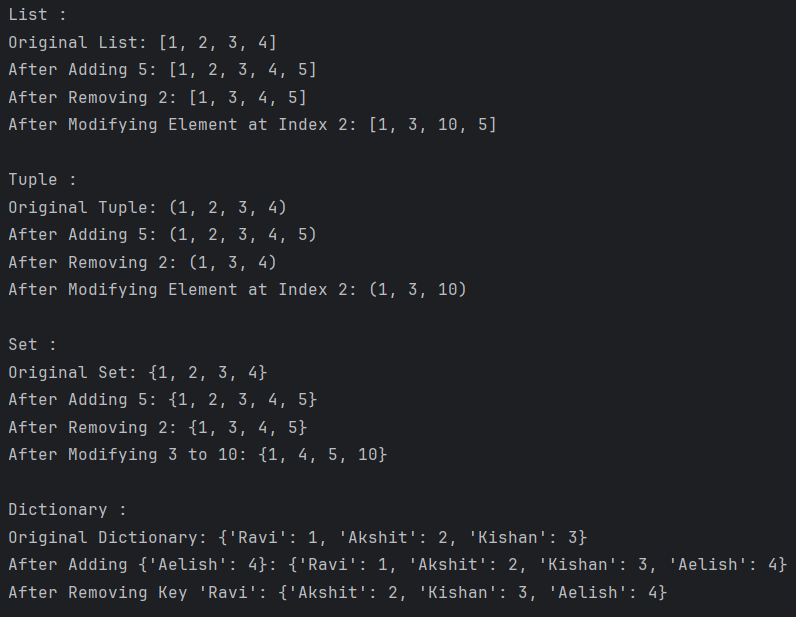 List :
Original List: [1, 2, 3, 4]
After Adding 5: [1, 2, 3, 4, 5]
After Removing 2: [1, 3, 4, 5]
After Modifying Element at Index 2: [1, 3, 10, 5]

Tuple :
Original Tuple: (1, 2, 3, 4)
After Adding 5: (1, 2, 3, 4, 5)
After Removing 2: (1, 3, 4)
After Modifying Element at Index 2: (1, 3, 10)

Set :
Original Set: {1, 2, 3, 4}
After Adding 5: {1, 2, 3, 4, 5}
After Removing 2: {1, 3, 4, 5}
After Modifying 3 to 10: {1, 4, 5, 10}

Dictionary :
Original Dictionary: {'Ravi': 1, 'Akshit': 2, 'Kishan': 3}
After Adding {'Aelish': 4}: {'Ravi': 1, 'Akshit': 2, 'Kishan': 3, 'Aelish': 4}
After Removing Key 'Ravi': {'Akshit': 2, 'Kishan': 3, 'Aelish': 4}